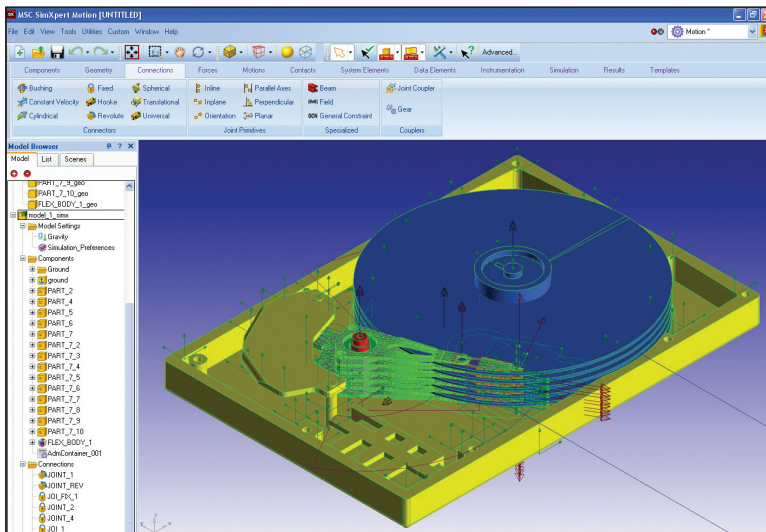 MSC SimXpert Motion [UNTITLED]
File Edit View Tools Utilities Custom Window Help
Motion *
Advanced...
Components Geometry Connections Forces Motions Contacts System Elements Data Elements Instrumentation Simulation Results Templates
Bushing Fixed Spherical Inline Parallel Axes Beam Joint Coupler
Constant Velocity Hooke Translational Inplane Perpendicular Field Gear
Cylindrical Revolute Universal Orientation Planar GCON General Constraint
Connectors Joint Primitives Specialized Couplers
Model Browser
Model List Scenes
PART_7_9_geo
PART_7_10_geo
FLEX_BODY_1_geo
model_1_simx
Model Settings
Gravity
Simulation_Preferences
Components
Ground
ground
PART_2
PART_4
PART_5
PART_6
PART_7
PART_7_2
PART_7_3
PART_7_4
PART_7_5
PART_7_6
PART_7_7
PART_7_8
PART_7_9
PART_7_10
FLEX_BODY_1
AdmContainer_001
Connections
JOINT_1
JOINT_REV
JOI_FIX_1
JOINT_2
JOINT_4
JOI_1